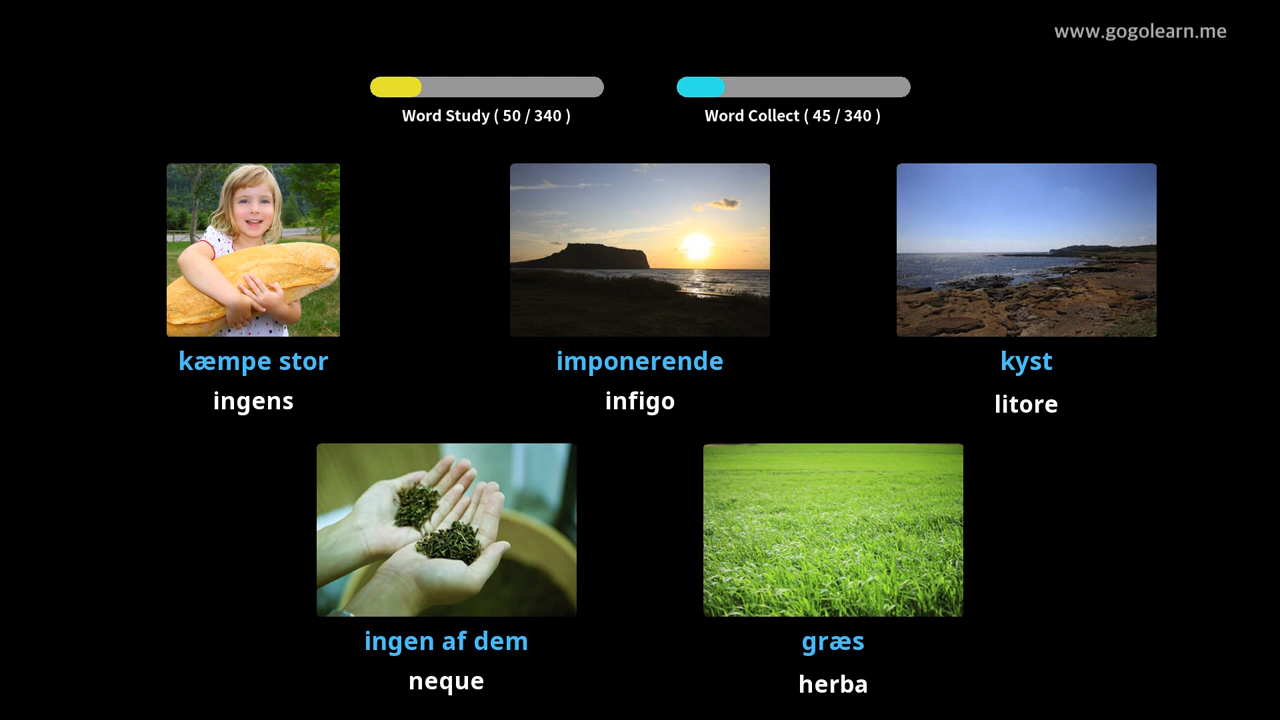 www.gogolearn.me
Word Study ( 50 / 340 )
Word Collect ( 45 / 340 )
kæmpe stor
ingens
imponerende
infigo
kyst
litore
ingen af dem
neque
græs
herba